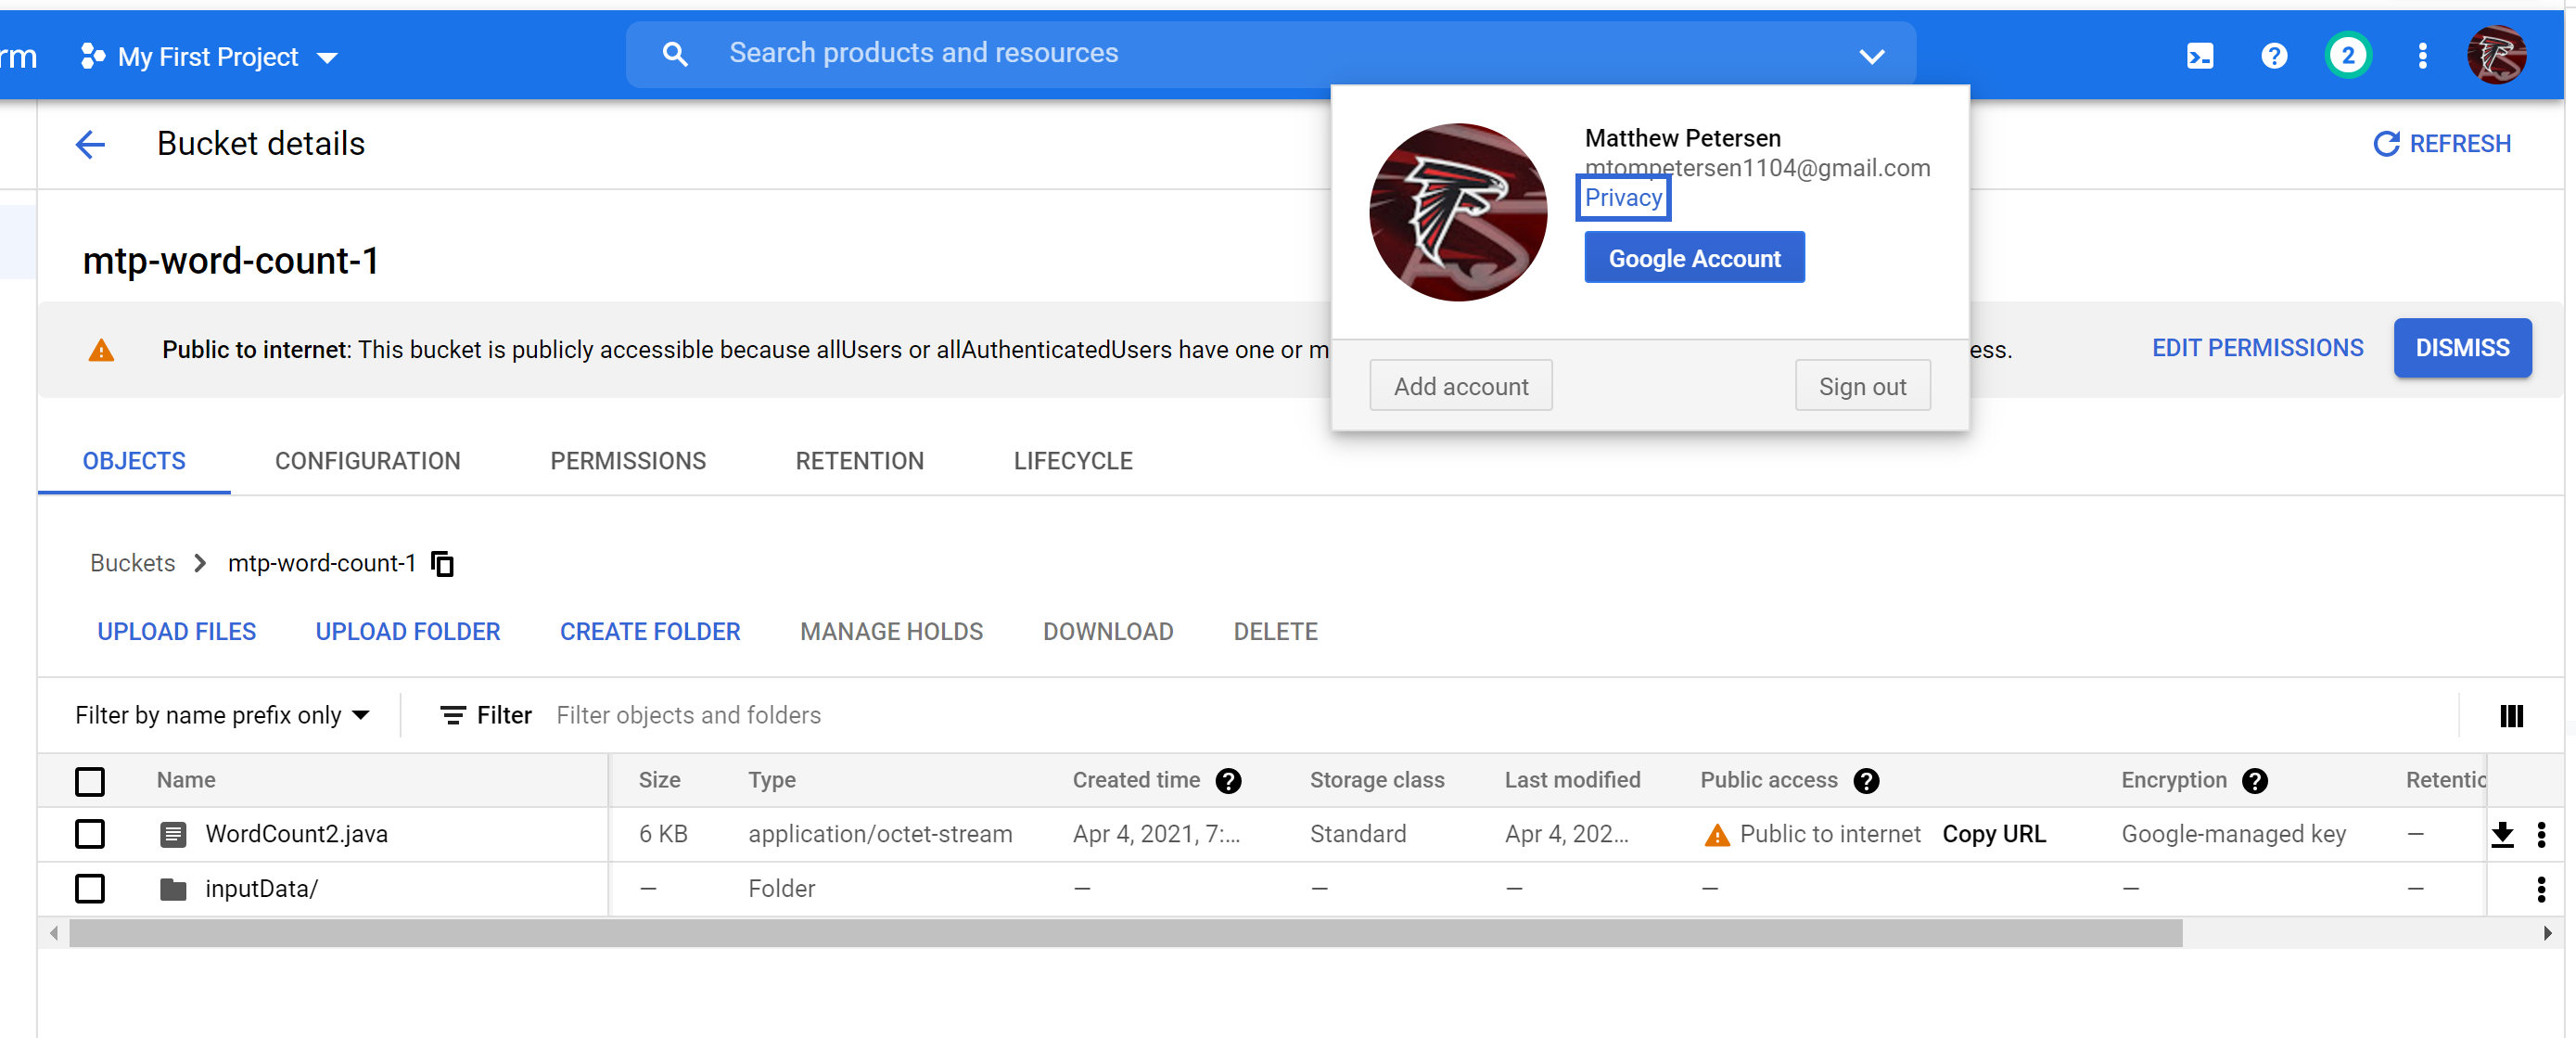 rm My First Project Search products and resources 2
Bucket details REFRESH
Matthew Petersen
mtompetersen1104@gmail.com
Privacy
Google Account
Add account Sign out
mtp-word-count-1
Public to internet: This bucket is publicly accessible because allUsers or allAuthenticatedUsers have one or m ess. EDIT PERMISSIONS DISMISS
OBJECTS CONFIGURATION PERMISSIONS RETENTION LIFECYCLE
Buckets > mtp-word-count-1
UPLOAD FILES UPLOAD FOLDER CREATE FOLDER MANAGE HOLDS DOWNLOAD DELETE
Filter by name prefix only Filter Filter objects and folders
Name Size Type Created time ? Storage class Last modified Public access ? Encryption ? Retentic
WordCount2.java 6 KB application/octet-stream Apr 4, 2021, 7:... Standard Apr 4, 202... Public to internet Copy URL Google-managed key —
inputData/ — Folder — — — — — —